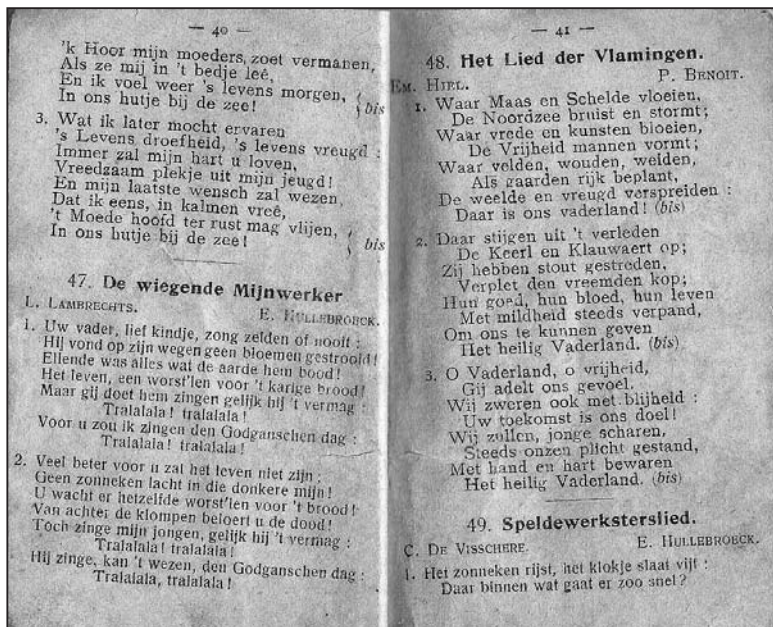 — 40 —
'k Hoor mijn moeders, zoet vermanen,
Als ze mij in 't bedje leê,
En ik voel weer 's levens morgen,
In ons hutje bij de zee! bis
3. Wat ik later mocht ervaren
's Levens droefheid, 's levens vreugd :
Immer zal mijn hart u loven,
Vreedzaam plekje uit mijn jeugd!
En mijn laatste wensch zal wezen,
Dat ik eens, in kalmen vreê,
't Moede hoofd ter rust mag vlijen,
In ons hutje bij de zee! bis
47. De wiegende Mijnwerker
L. LAMBRECHTS. E. HULLEBROECK.
1. Uw vader, lief kindje, zong zelden of nooit :
Hij vond op zijn wegen geen bloemen gestrooid!
Ellende was alles wat de aarde hem bood!
Het leven, een worst'len voor 't karige brood!
Maar gij doet hem zingen gelijk hij 't vermag :
Tralalala! tralalala!
Voor u zou ik zingen den Godganschen dag :
Tralalala! tralalala!
2. Veel beter voor u zal het leven niet zijn :
Geen zonneken lacht in die donkere mijn!
U wacht er hetzelfde worst'len voor 't brood!
Van achter de klompen beloert u de dood!
Toch zinge mijn jongen, gelijk hij 't vermag :
Tralalala! tralalala!
Hij zinge, kan 't wezen, den Godganschen dag :
Tralalala, tralalala!
— 41 —
48. Het Lied der Vlamingen.
EM. HIEL. P. BENOIT.
1. Waar Maas en Schelde vloeien,
De Noordzee bruist en stormt;
Waar vrede en kunsten bloeien,
De Vrijheid mannen vormt;
Waar velden, wouden, weiden,
Als gaarden rijk beplant,
De weelde en vreugd verspreiden :
Daar is ons vaderland! (bis)
2. Daar stijgen uit 't verleden
De Keerl en Klauwaert op;
Zij hebben stout gestreden,
Verplet den vreemden kop;
Hun goed, hun bloed, hun leven
Met mildheid steeds verpand,
Om ons te kunnen geven
Het heilig Vaderland. (bis)
3. O Vaderland, o vrijheid,
Gij adelt ons gevoel,
Wij zweren ook met blijheid :
Uw toekomst is ons doel!
Wij zullen, jonge scharen,
Steeds onzen plicht gestand,
Met hand en hart bewaren
Het heilig Vaderland. (bis)
49. Speldewerksterslied.
C. DE VISSCHERE. E. HULLEBROECK.
1. Het zonneken rijst, het klokje slaat vijf :
Daar binnen wat gaat er zoo snel?